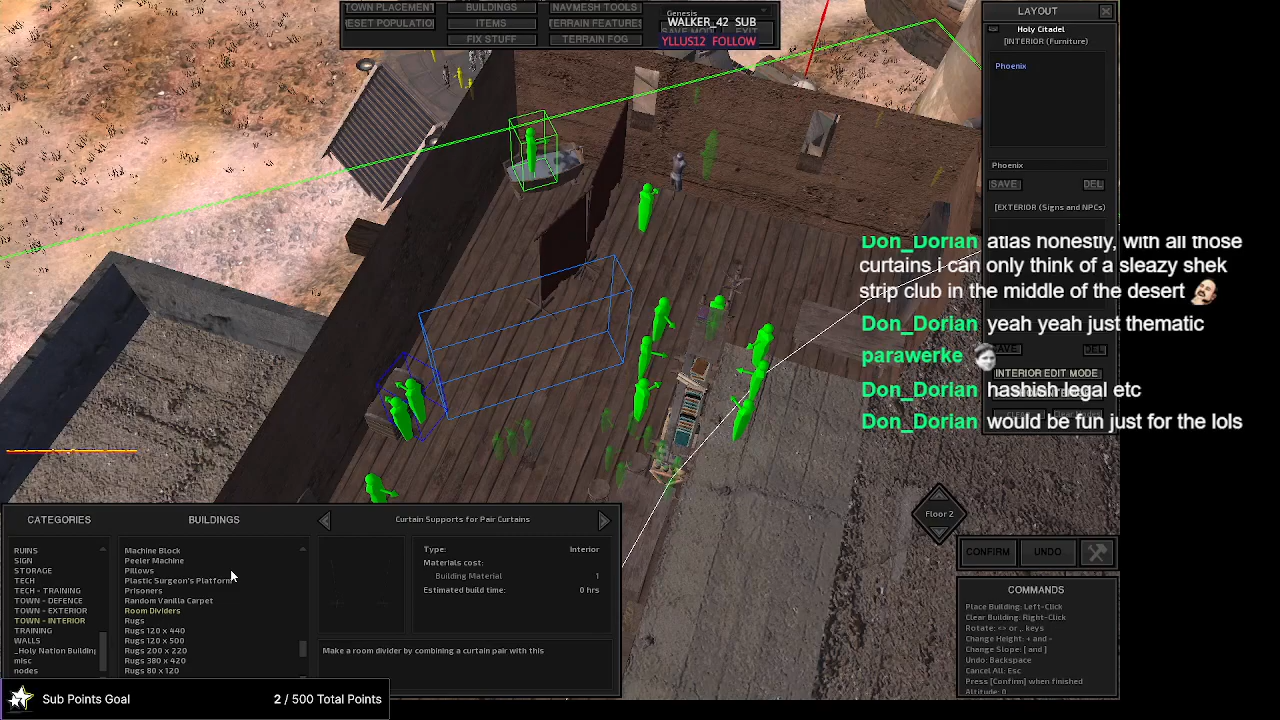 TOWN PLACEMENT
BUILDINGS
NAVMESH TOOLS
Genesis
RESET POPULATION
ITEMS
TERRAIN FEATURES
FIX STUFF
TERRAIN FOG
WALKER_42 SUB
YLLUS12 FOLLOW
LAYOUT
Holy Citadel
[INTERIOR (Furniture)
Phoenix
Phoenix
SAVE
DEL
[EXTERIOR (Signs and NPCs)
Don_Dorian atlas honestly, with all those
curtains i can only think of a sleazy shek
strip club in the middle of the desert
Don_Dorian yeah yeah just thematic
parawerke
DEL
INTERIOR EDIT MODE
Don_Dorian hashish legal etc
Don_Dorian would be fun just for the lols
Floor 2
CONFIRM
UNDO
COMMANDS
Place Building: Left-Click
Clear Building: Right-Click
Rotate: <> or ,. keys
Change Height: + and -
Change Slope: [ and ]
Undo: Backspace
Cancel All: Esc
Press [Confirm] when finished
Altitude: 0
CATEGORIES
RUINS
SIGN
STORAGE
TECH
TECH - TRAINING
TOWN - DEFENCE
TOWN - EXTERIOR
TOWN - INTERIOR
TRAINING
WALLS
_Holy Nation Building
misc
nodes
BUILDINGS
Machine Block
Peeler Machine
Pillows
Plastic Surgeon's Platform
Prisoners
Random Vanilla Carpet
Room Dividers
Rugs
Rugs 120 x 440
Rugs 120 x 500
Rugs 200 x 220
Rugs 380 x 420
Rugs 80 x 120
Curtain Supports for Pair Curtains
Type: Interior
Materials cost:
Building Material 1
Estimated build time: 0 hrs
Make a room divider by combining a curtain pair with this
Sub Points Goal
2 / 500 Total Points